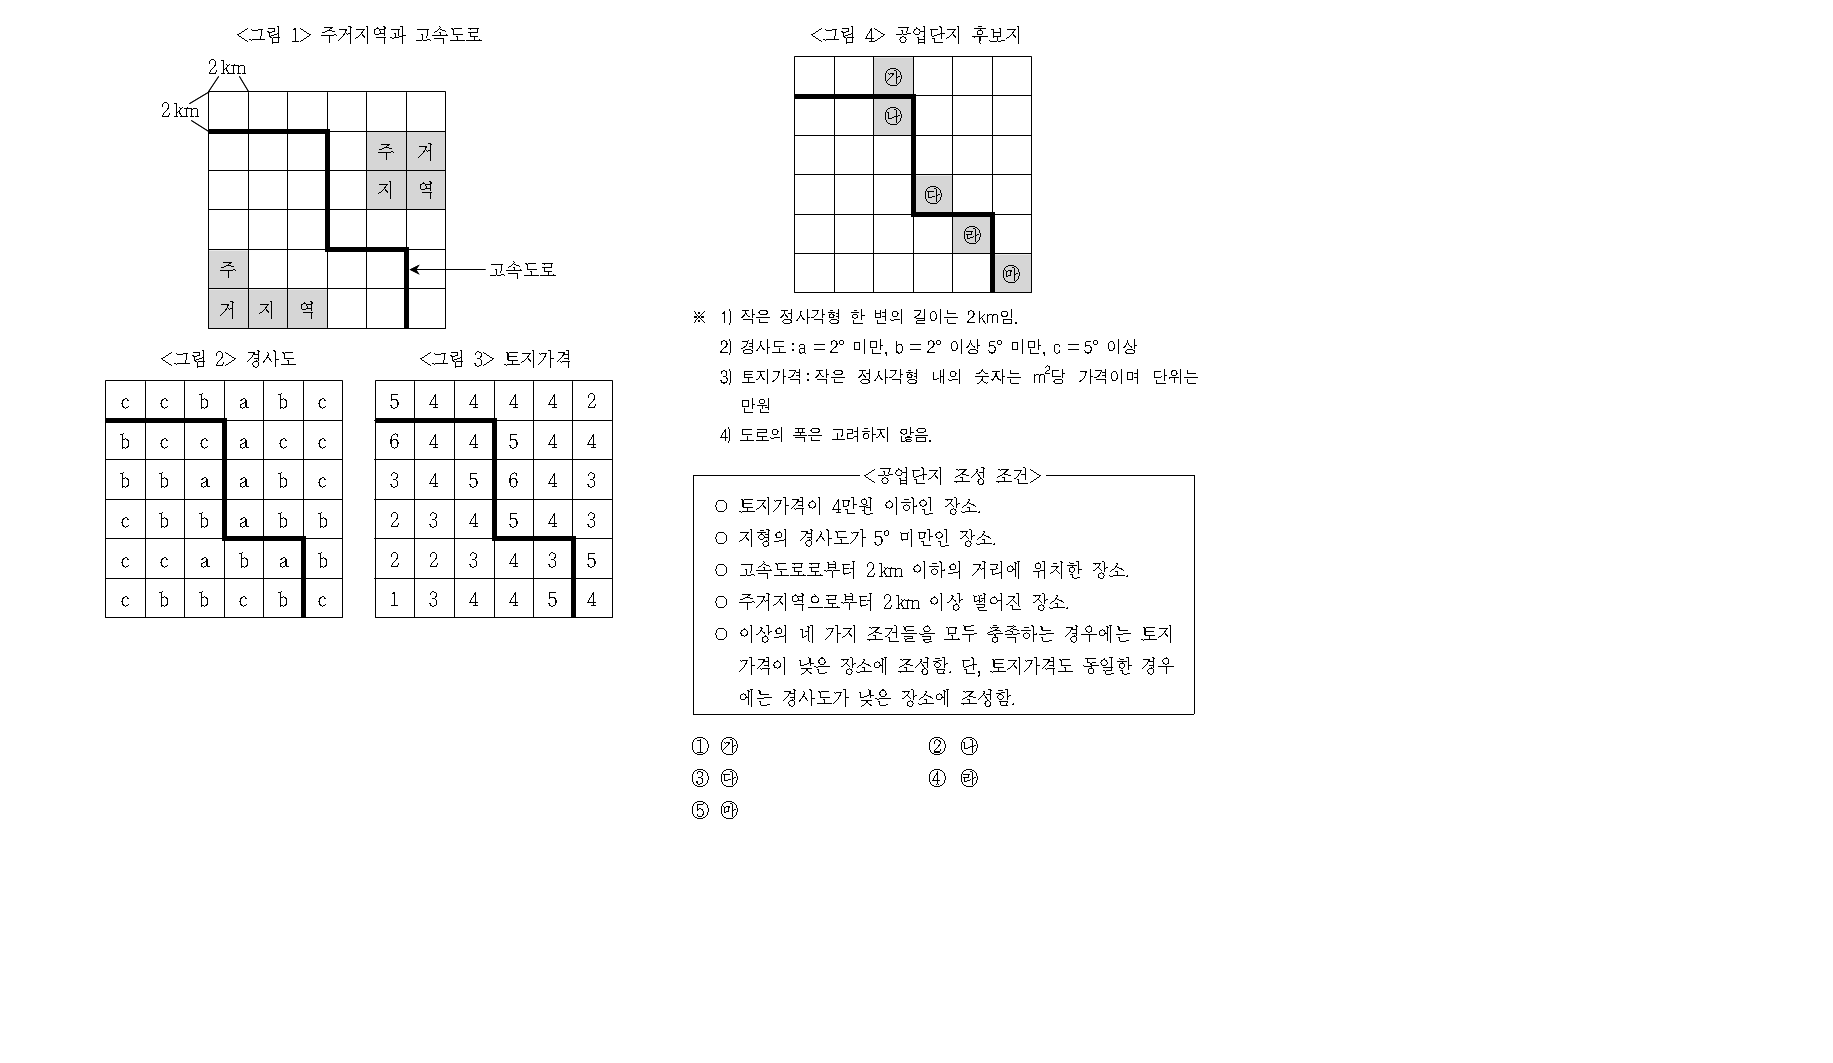 <그림 1> 주거지역과 고속도로
2km
2km
주 거
지 역
주
거 지 역
고속도로
<그림 2> 경사도
c c b a b c
b c c a c c
b b a a b c
c b b a b b
c c a b a b
c b b c b c
<그림 3> 토지가격
5 4 4 4 4 2
6 4 4 5 4 4
3 4 5 6 4 3
2 3 4 5 4 3
2 2 3 4 3 5
1 3 4 4 5 4
<그림 4> 공업단지 후보지
㉮
㉯
㉰
㉱
㉲
※ 1) 작은 정사각형 한 변의 길이는 2km임.
2) 경사도:a = 2° 미만, b = 2° 이상 5° 미만, c = 5° 이상
3) 토지가격:작은 정사각형 내의 숫자는 m²당 가격이며 단위는
만원
4) 도로의 폭은 고려하지 않음.
<공업단지 조성 조건>
○ 토지가격이 4만원 이하인 장소.
○ 지형의 경사도가 5° 미만인 장소.
○ 고속도로로부터 2km 이하의 거리에 위치한 장소.
○ 주거지역으로부터 2km 이상 떨어진 장소.
○ 이상의 네 가지 조건들을 모두 충족하는 경우에는 토지
가격이 낮은 장소에 조성함. 단, 토지가격도 동일한 경우
에는 경사도가 낮은 장소에 조성함.
① ㉮ ② ㉯
③ ㉰ ④ ㉱
⑤ ㉲